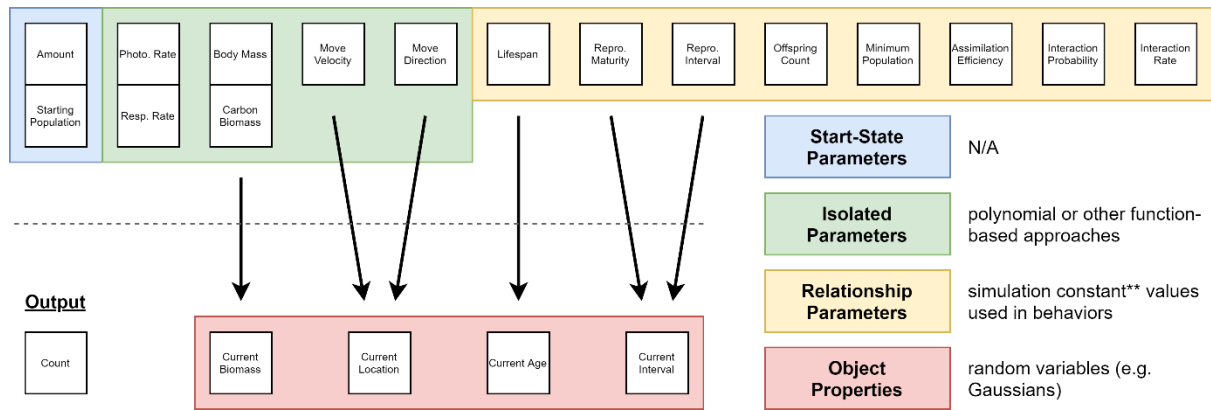 Amount
Photo. Rate
Body Mass
Move
Velocity
Move
Direction
Lifespan
Repro.
Maturity
Repro.
Interval
Offspring
Count
Minimum
Population
Assimilation
Efficiency
Interaction
Probability
Interaction
Rate
Starting
Population
Resp. Rate
Carbon
Biomass
Start-State
Parameters
N/A
Isolated
Parameters
polynomial or other function-
based approaches
Relationship
Parameters
simulation constant** values
used in behaviors
Object
Properties
random variables (e.g.
Gaussians)
Output
Count
Current
Biomass
Current
Location
Current Age
Current
Interval